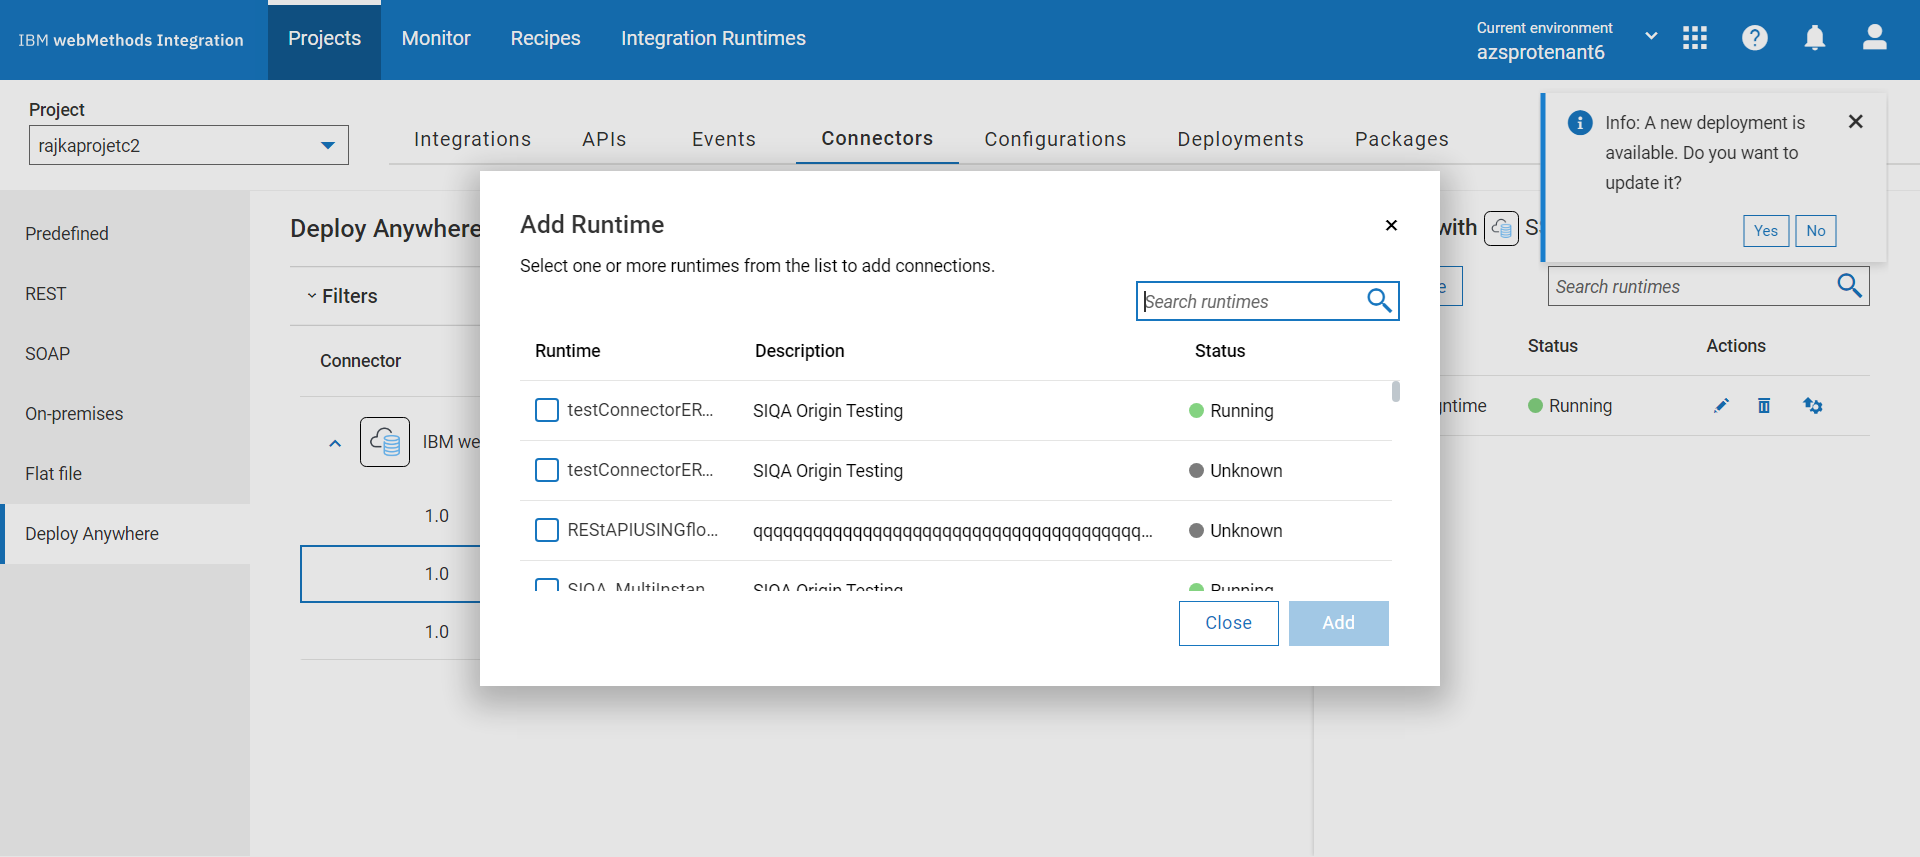 IBM webMethods Integration
Projects
Monitor
Recipes
Integration Runtimes
Current environment
azsprotenant6
Project
rajkaprojetc2
Integrations
APIs
Events
Connectors
Configurations
Deployments
Packages
Info: A new deployment is
available. Do you want to
update it?
Yes
No
Predefined
REST
SOAP
On-premises
Flat file
Deploy Anywhere
Deploy Anywhere
Filters
Connector
IBM we
1.0
1.0
1.0
Add Runtime
Select one or more runtimes from the list to add connections.
Search runtimes
Runtime Description Status
testConnectorER... SIQA Origin Testing Running
testConnectorER... SIQA Origin Testing Unknown
REStAPIUSINGflo... qqqqqqqqqqqqqqqqqqqqqqqqqqqqqqqqqqqqqqq... Unknown
SIQA_MultiInstan SIQA Origin Testing Running
Close
Add
with
Search runtimes
Status Actions
Running